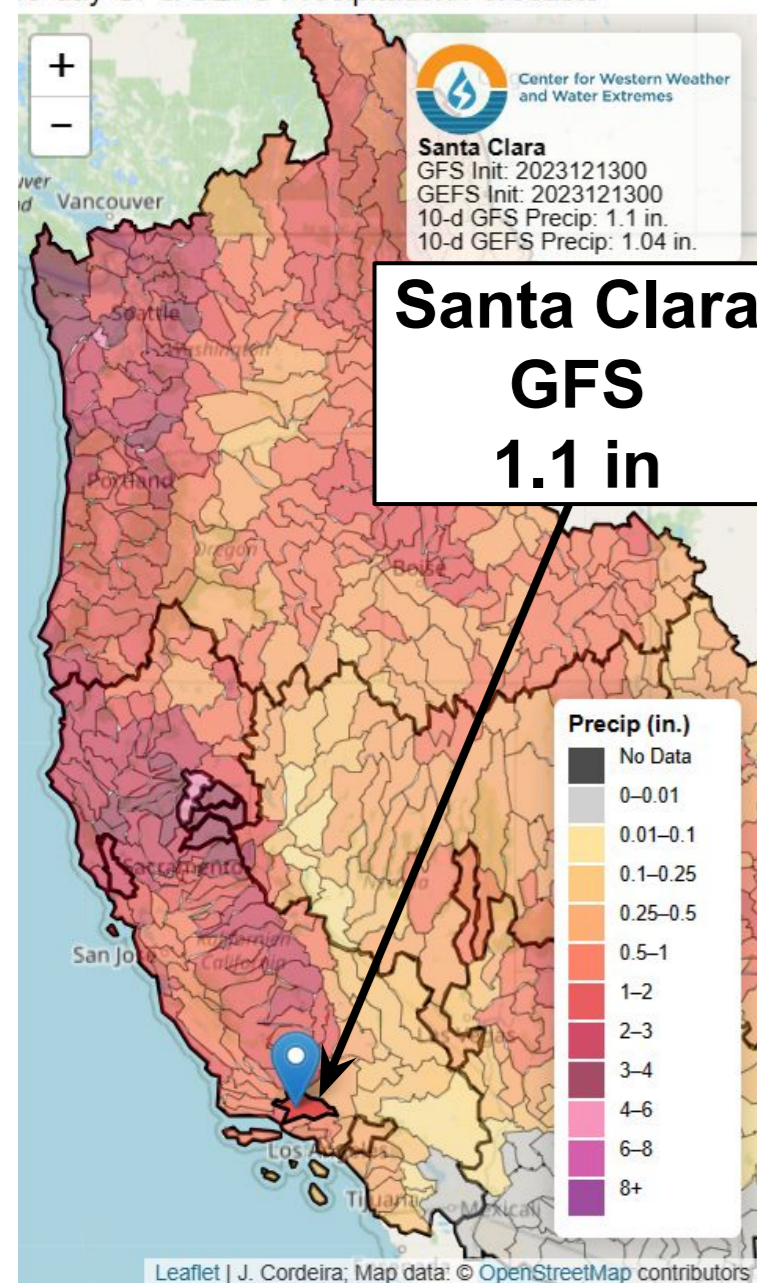 +
−
Center for Western Weather
and Water Extremes
Santa Clara
GFS Init: 2023121300
GEFS Init: 2023121300
10-d GFS Precip: 1.1 in.
10-d GEFS Precip: 1.04 in.
Vancouver
Seattle
Washington
Santa Clara
GFS
1.1 in
Portland
Oregon
Boise
Precip (in.)
No Data
0–0.01
0.01–0.1
0.1–0.25
0.25–0.5
0.5–1
1–2
2–3
3–4
4–6
6–8
8+
Sacramento
Nevada
San Jo
Kalifornien
California
Los Angeles
Tijuana
Mexicali
Leaflet | J. Cordeira; Map data: © OpenStreetMap contributors